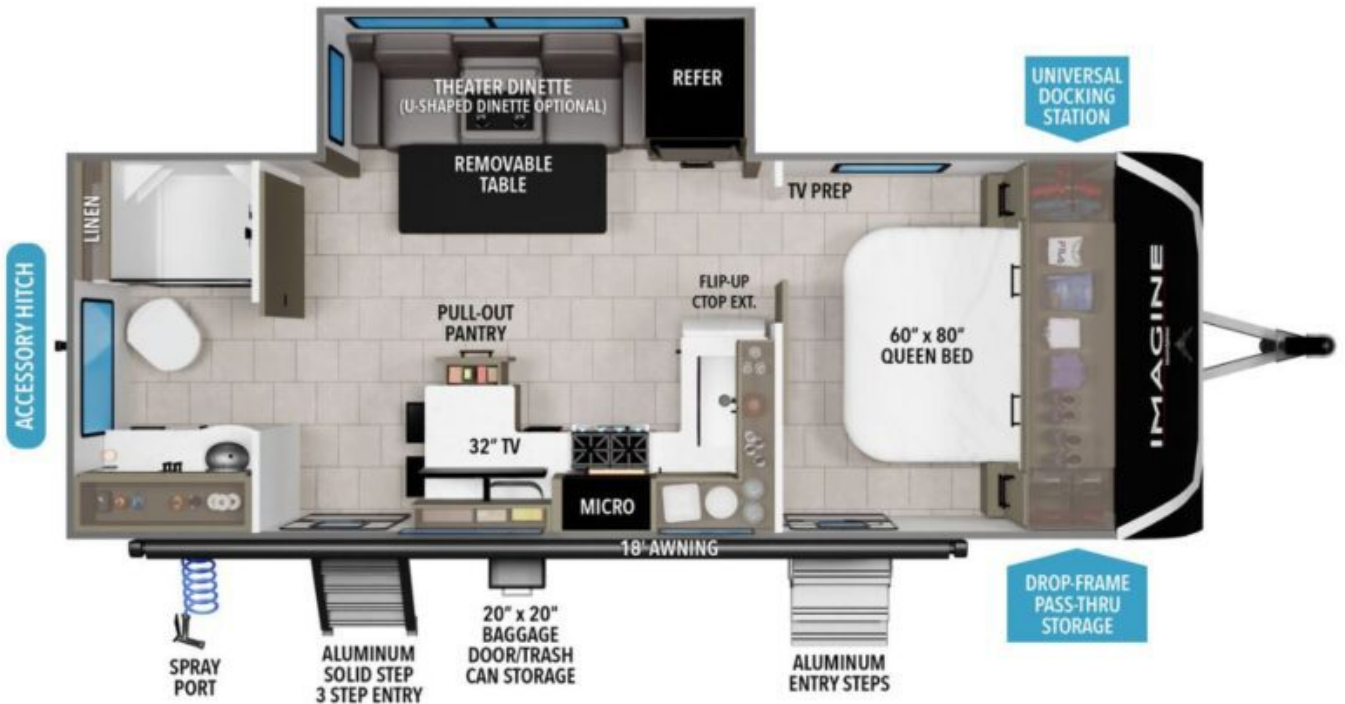 THEATER DINETTE
(U-SHAPED DINETTE OPTIONAL)
REFER
UNIVERSAL
DOCKING
STATION
REMOVABLE
TABLE
TV PREP
LINEN
ACCESSORY HITCH
FLIP-UP
CTOP EXT.
PULL-OUT
PANTRY
60" x 80"
QUEEN BED
FILA
IMAGINE
32" TV
MICRO
18' AWNING
SPRAY
PORT
ALUMINUM
SOLID STEP
3 STEP ENTRY
20" x 20"
BAGGAGE
DOOR/TRASH
CAN STORAGE
ALUMINUM
ENTRY STEPS
DROP-FRAME
PASS-THRU
STORAGE